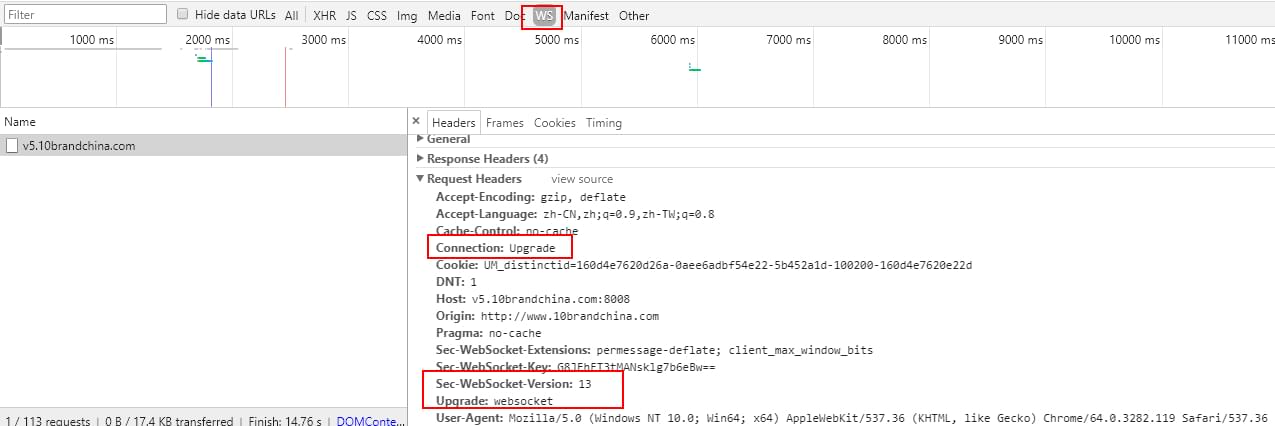 Filter Hide data URLs All XHR JS CSS Img Media Font Doc WS Manifest Other
1000 ms 2000 ms 3000 ms 4000 ms 5000 ms 6000 ms 7000 ms 8000 ms 9000 ms 10000 ms 11000 ms
Name
v5.10brandchina.com
× Headers Frames Cookies Timing
General
Response Headers (4)
Request Headers view source
Accept-Encoding: gzip, deflate
Accept-Language: zh-CN,zh;q=0.9,zh-TW;q=0.8
Cache-Control: no-cache
Connection: Upgrade
Cookie: UM_distinctid=160d4e7620d26a-0aee6adbf54e22-5b452a1d-100200-160d4e7620e22d
DNT: 1
Host: v5.10brandchina.com:8008
Origin: http://www.10brandchina.com
Pragma: no-cache
Sec-WebSocket-Extensions: permessage-deflate; client_max_window_bits
Sec-WebSocket-Key:
Sec-WebSocket-Version: 13
Upgrade: websocket
User-Agent: Mozilla/5.0 (Windows NT 10.0; Win64; x64) AppleWebKit/537.36 (KHTML, like Gecko) Chrome/64.0.3282.119 Safari/537.36
1 / 113 requests | 0 B / 17.4 KB transferred | Finish: 14.76 s | DOMConte...